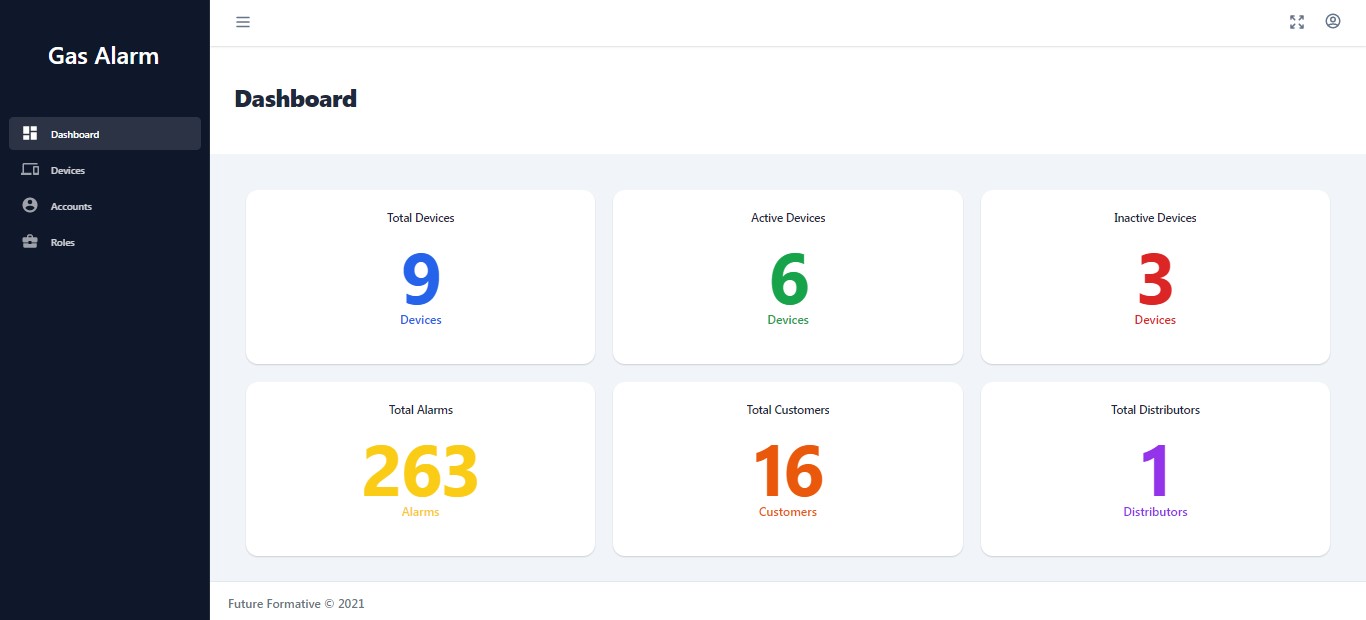 Gas Alarm
Dashboard
Devices
Accounts
Roles
Dashboard
Total Devices
9
Devices
Active Devices
6
Devices
Inactive Devices
3
Devices
Total Alarms
263
Alarms
Total Customers
16
Customers
Total Distributors
1
Distributors
Future Formative © 2021